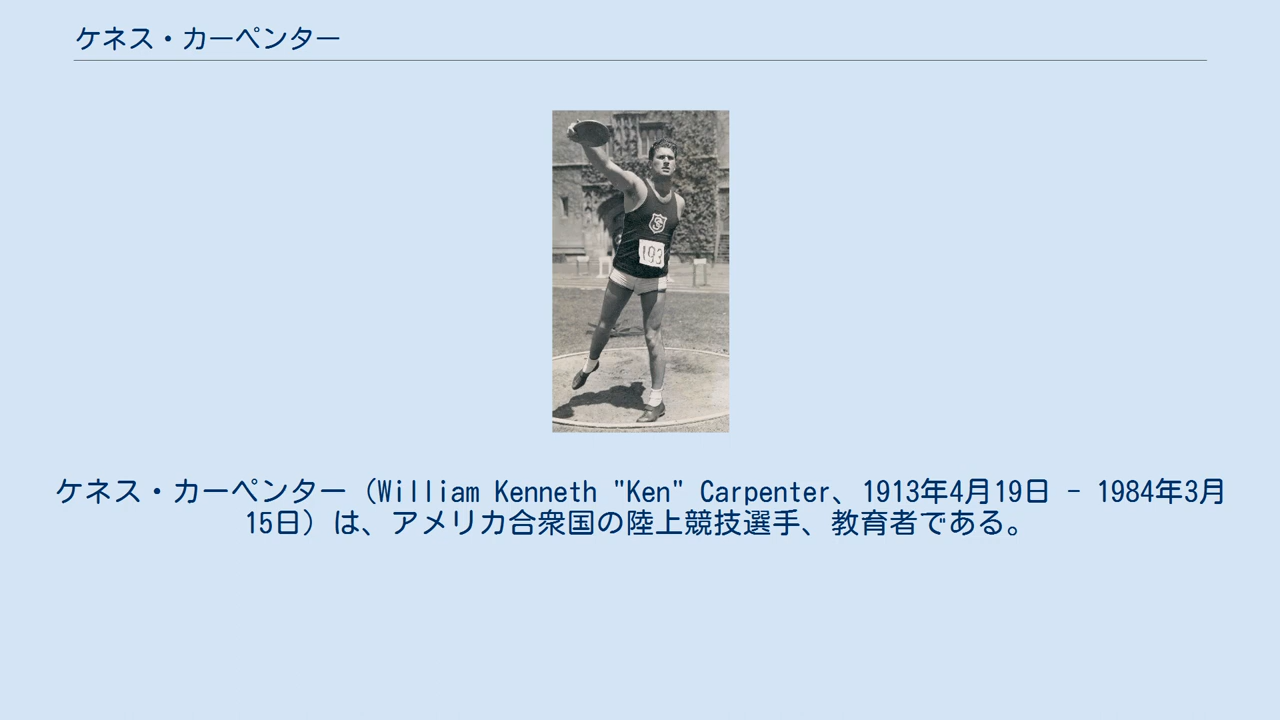 ケネス・カーペンター
193
ケネス・カーペンター（William Kenneth "Ken" Carpenter、1913年4月19日 - 1984年3月
15日）は、アメリカ合衆国の陸上競技選手、教育者である。